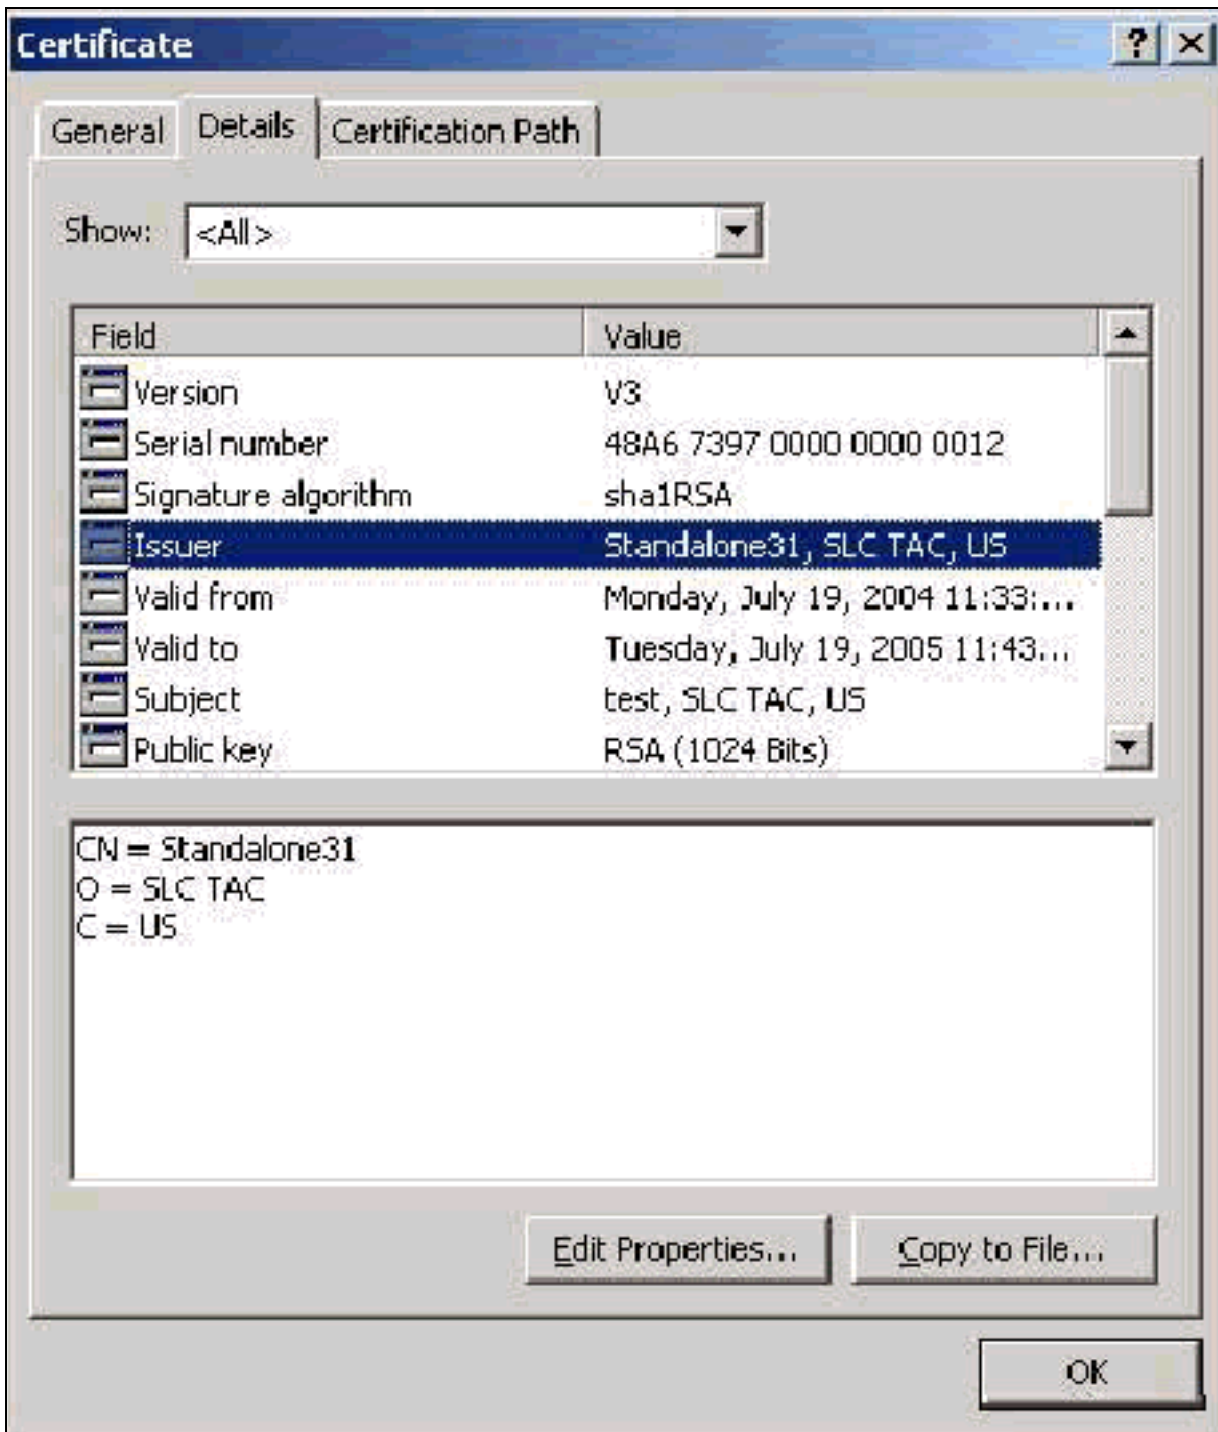 Certificate
General Details Certification Path
Show: <All>
Field Value
Version V3
Serial number 48A6 7397 0000 0000 0012
Signature algorithm sha1RSA
Issuer Standalone31, SLC TAC, US
Valid from Monday, July 19, 2004 11:33:...
Valid to Tuesday, July 19, 2005 11:43...
Subject test, SLC TAC, US
Public key RSA (1024 Bits)
CN = Standalone31
O = SLC TAC
C = US
Edit Properties... Copy to File...
OK